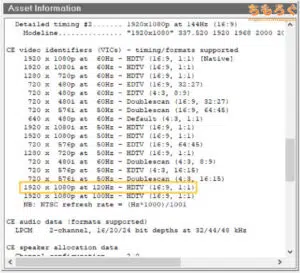 ちもろぐ
Asset Information
Detailed timing #2...... 1920x1080p at 144Hz (16:9)
Modeline............... "1920x1080" 337.520 1920 1968 2000 20
CE video identifiers (VICs) - timing/formats supported
1920 x 1080p at 60Hz - HDTV (16:9, 1:1) [Native]
1280 x 720p at 60Hz - HDTV (16:9, 1:1)
720 x 480p at 60Hz - EDTV (16:9, 32:27)
720 x 480p at 60Hz - EDTV (4:3, 8:9)
720 x 480i at 60Hz - Doublescan (16:9, 32:27)
720 x 576i at 50Hz - Doublescan (16:9, 64:45)
640 x 480p at 60Hz - Default (4:3, 1:1)
1920 x 1080i at 60Hz - HDTV (16:9, 1:1)
1920 x 1080i at 50Hz - HDTV (16:9, 1:1)
1920 x 1080p at 50Hz - HDTV (16:9, 1:1)
720 x 576p at 50Hz - EDTV (16:9, 64:45)
1280 x 720p at 50Hz - HDTV (16:9, 1:1)
720 x 480i at 60Hz - Doublescan (4:3, 8:9)
720 x 576p at 50Hz - EDTV (4:3, 16:15)
720 x 576i at 50Hz - Doublescan (4:3, 16:15)
1920 x 1080p at 120Hz - HDTV (16:9, 1:1)
1920 x 1080p at 100Hz - HDTV (16:9, 1:1)
NB: NTSC refresh rate = (Hz*1000)/1001
CE audio data (formats supported)
LPCM 2-channel, 16/20/24 bit depths at 32/44/48 kHz
CE speaker allocation data